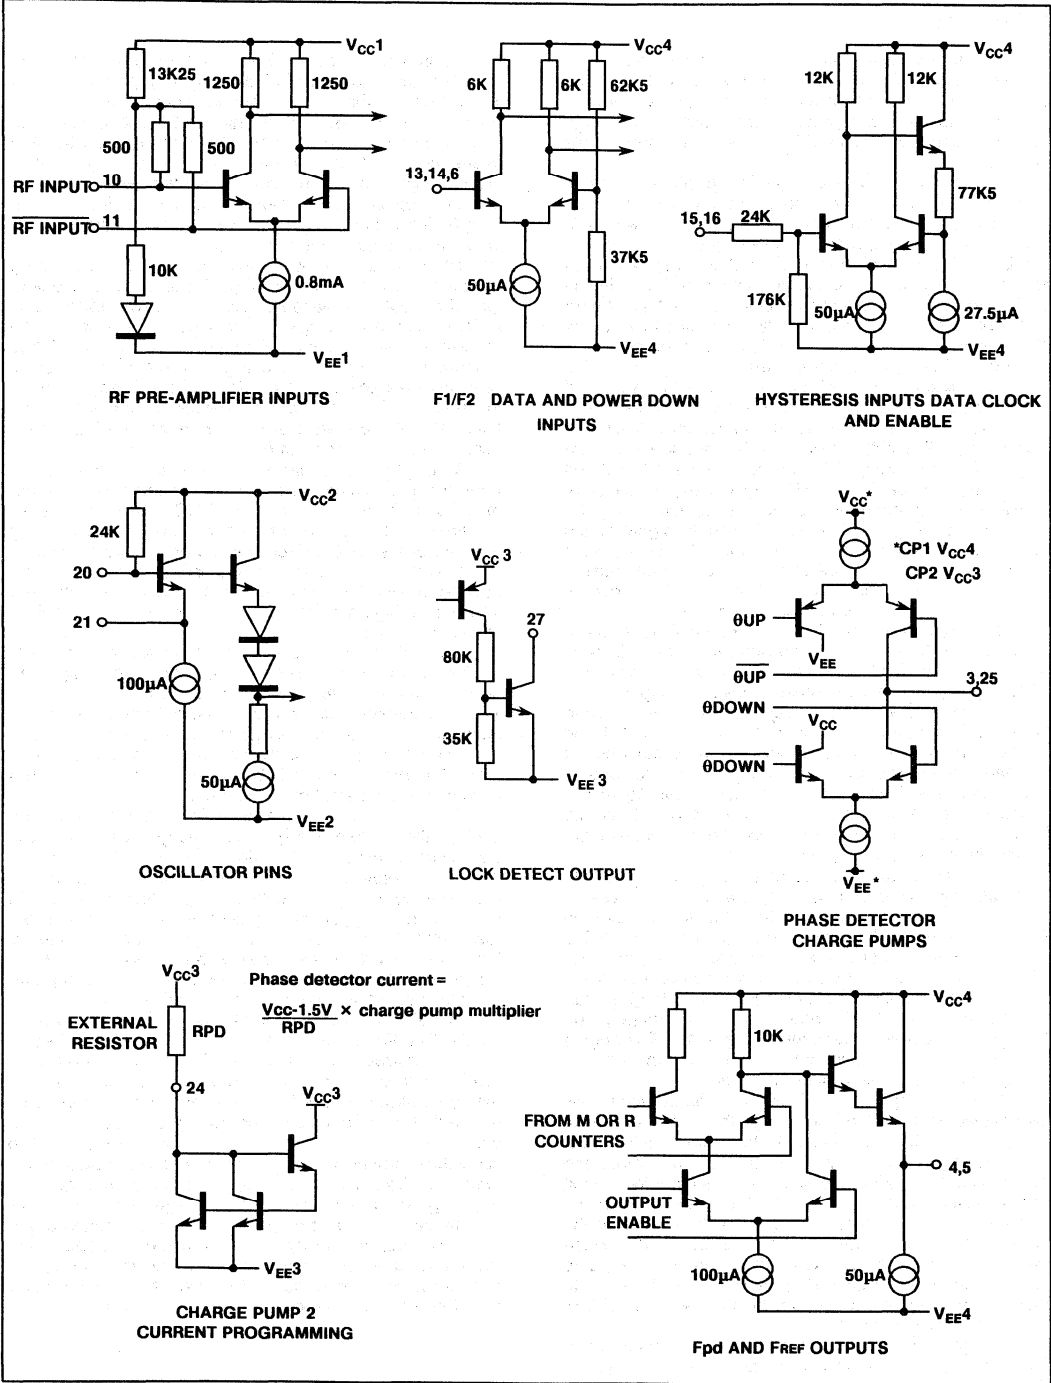 VCC1
13K25
1250
1250
500
500
RF INPUT
10
RF INPUT
11
10K
0.8mA
VEE1
RF PRE-AMPLIFIER INPUTS
VCC4
6K
6K
62K5
13,14,6
37K5
50µA
VEE4
F1/F2 DATA AND POWER DOWN
INPUTS
VCC4
12K
12K
77K5
15,16
24K
176K
50µA
27.5µA
VEE4
HYSTERESIS INPUTS DATA CLOCK
AND ENABLE
VCC2
24K
20
21
100µA
50µA
VEE2
OSCILLATOR PINS
VCC 3
27
80K
35K
VEE 3
LOCK DETECT OUTPUT
VCC*
*CP1 VCC4
CP2 VCC3
θUP
VEE
θUP
3,25
θDOWN
VCC
θDOWN
VEE*
PHASE DETECTOR
CHARGE PUMPS
VCC3
Phase detector current =
Vcc-1.5V × charge pump multiplier
RPD
EXTERNAL
RESISTOR
RPD
24
VCC3
VEE3
CHARGE PUMP 2
CURRENT PROGRAMMING
VCC4
10K
FROM M OR R
COUNTERS
4,5
OUTPUT
ENABLE
100µA
50µA
VEE4
Fpd AND FREF OUTPUTS